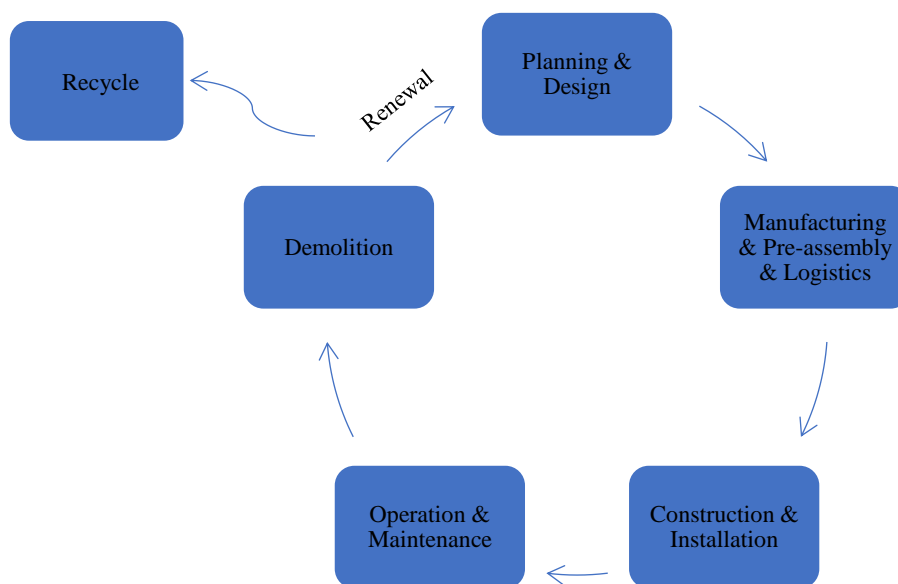 Recycle
Renewal
Planning &
Design
Manufacturing
& Pre-assembly
& Logistics
Demolition
Operation &
Maintenance
Construction &
Installation